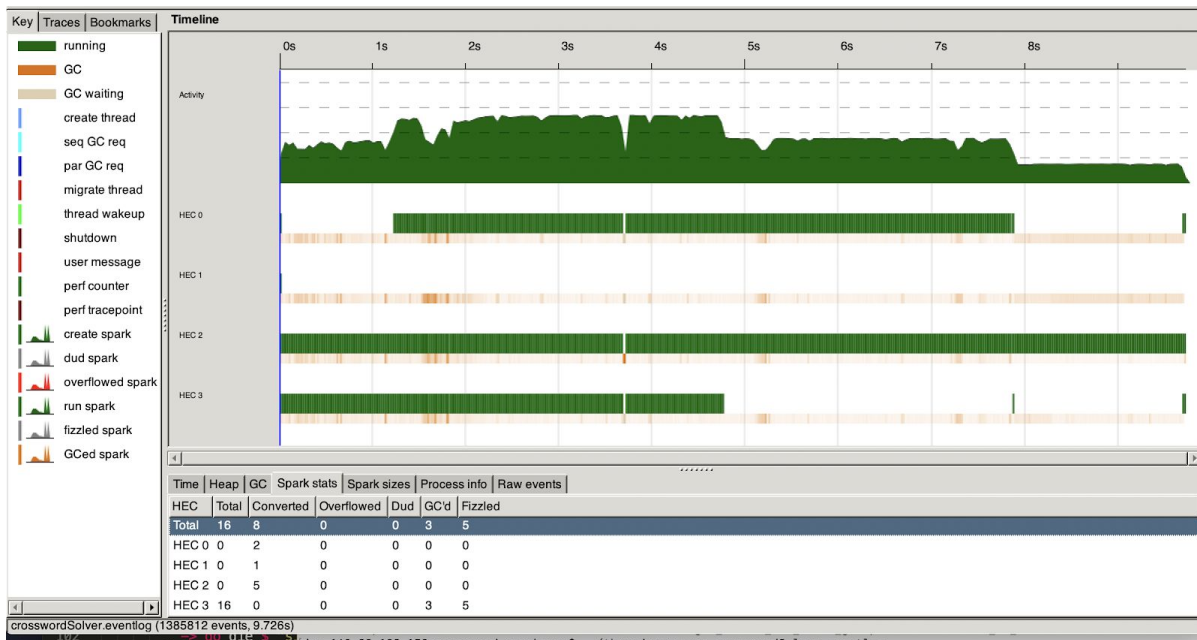 Key Traces Bookmarks
running
GC
GC waiting
create thread
seq GC req
par GC req
migrate thread
thread wakeup
shutdown
user message
perf counter
perf tracepoint
create spark
dud spark
overflowed spark
run spark
fizzled spark
GCed spark
Timeline
0s 1s 2s 3s 4s 5s 6s 7s 8s
Activity
HEC 0
HEC 1
HEC 2
HEC 3
Time Heap GC Spark stats Spark sizes Process info Raw events
HEC Total Converted Overflowed Dud GC'd Fizzled
Total 16 8 0 0 3 5
HEC 0 0 2 0 0 0 0
HEC 1 0 1 0 0 0 0
HEC 2 0 5 0 0 0 0
HEC 3 16 0 0 0 3 5
crosswordSolver.eventlog (1385812 events, 9.726s)